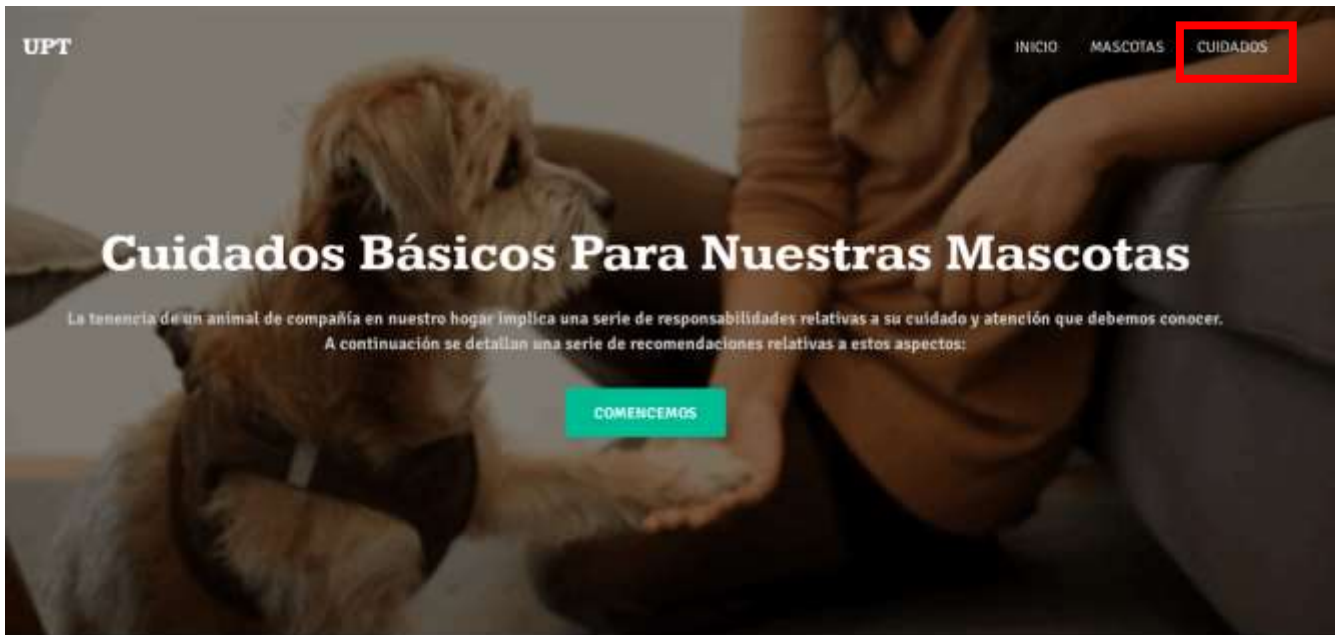 UPT
INICIO MASCOTAS CUIDADOS
Cuidados Básicos Para Nuestras Mascotas
La tenencia de un animal de compañía en nuestro hogar implica una serie de responsabilidades relativas a su cuidado y atención que debemos conocer.
A continuación se detallan una serie de recomendaciones relativas a estos aspectos:
COMENCEMOS